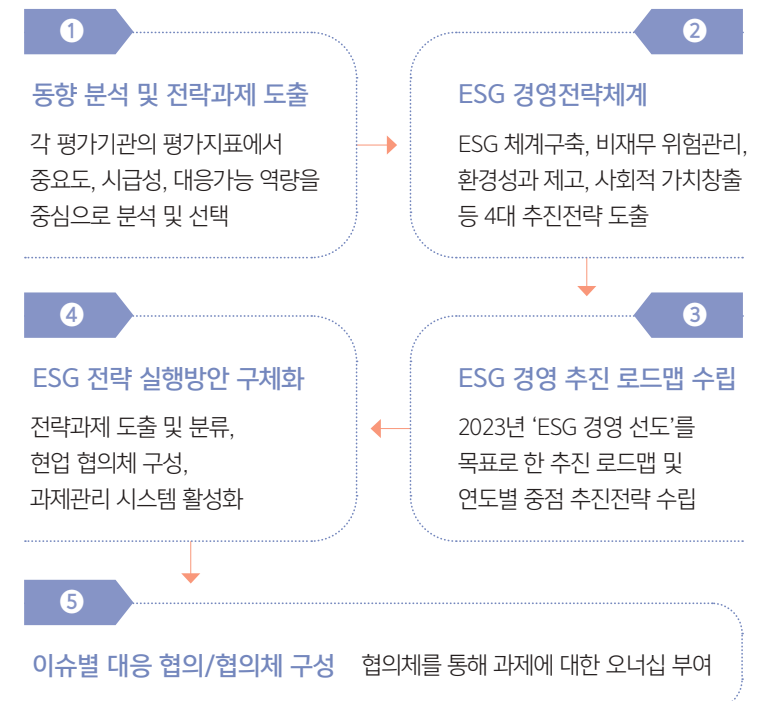 ❶
동향 분석 및 전략과제 도출
각 평가기관의 평가지표에서
중요도, 시급성, 대응가능 역량을
중심으로 분석 및 선택
❷
ESG 경영전략체계
ESG 체계구축, 비재무 위험관리,
환경성과 제고, 사회적 가치창출
등 4대 추진전략 도출
❸
ESG 경영 추진 로드맵 수립
2023년 ‘ESG 경영 선도’를
목표로 한 추진 로드맵 및
연도별 중점 추진전략 수립
❹
ESG 전략 실행방안 구체화
전략과제 도출 및 분류,
현업 협의체 구성,
과제관리 시스템 활성화
❺
이슈별 대응 협의/협의체 구성 협의체를 통해 과제에 대한 오너십 부여